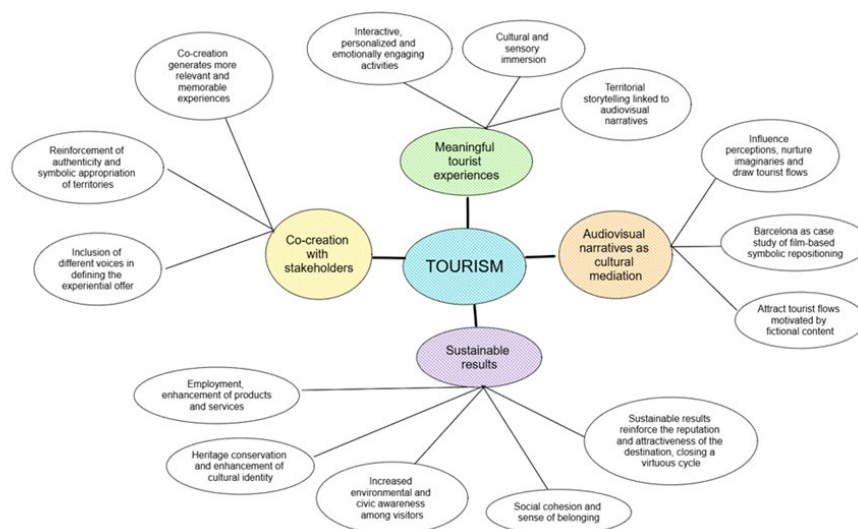 Interactive,
personalized and
emotionally engaging
activities
Cultural and
sensory
immersion
Co-creation
generates more
relevant and
memorable
experiences
Territorial
storytelling linked to
audiovisual
narratives
Meaningful
tourist
experiences
Influence
perceptions, nurture
imaginaries and
draw tourist flows
Reinforcement of
authenticity and
symbolic appropriation
of territories
Co-creation
with
stakeholders
TOURISM
Audiovisual
narratives as
cultural
mediation
Barcelona as case
study of film-based
symbolic repositioning
Inclusion of
different voices in
defining the
experiential offer
Attract tourist flows
motivated by
fictional content
Sustainable
results
Employment,
enhancement of products
and services
Sustainable results
reinforce the reputation
and attractiveness of the
destination, closing a
virtuous cycle
Heritage conservation
and enhancement of
cultural identity
Increased
environmental and
civic awareness
among visitors
Social cohesion and
sense of belonging